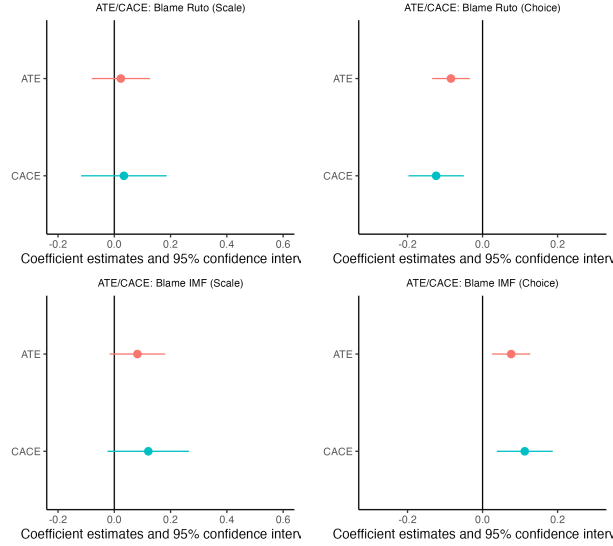 ATE/CACE: Blame Ruto (Scale)
ATE
CACE
-0.2 0.0 0.2 0.4 0.6
Coefficient estimates and 95% confidence interv
ATE/CACE: Blame Ruto (Choice)
ATE
CACE
-0.2 0.0 0.2
Coefficient estimates and 95% confidence interv
ATE/CACE: Blame IMF (Scale)
ATE
CACE
-0.2 0.0 0.2 0.4 0.6
Coefficient estimates and 95% confidence interv
ATE/CACE: Blame IMF (Choice)
ATE
CACE
-0.2 0.0 0.2
Coefficient estimates and 95% confidence interv